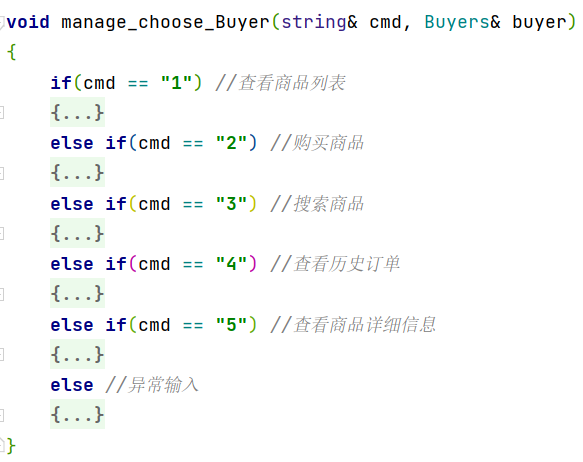 void manage_choose_Buyer(string& cmd, Buyers& buyer)
{
if(cmd == "1") //查看商品列表
{...}
else if(cmd == "2") //购买商品
{...}
else if(cmd == "3") //搜索商品
{...}
else if(cmd == "4") //查看历史订单
{...}
else if(cmd == "5") //查看商品详细信息
{...}
else //异常输入
{...}
}